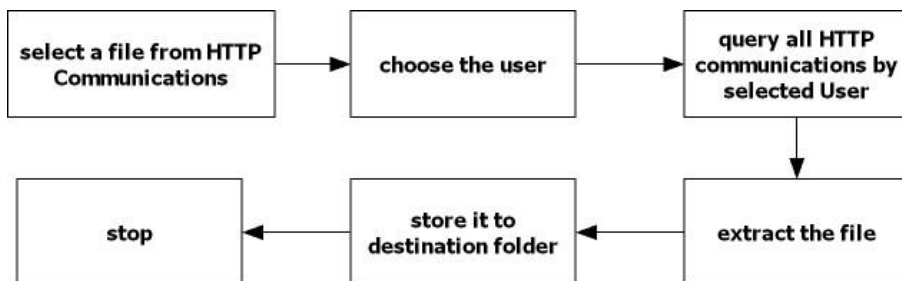 select a file from HTTP
Communications
choose the user
query all HTTP
communications by
selected User
extract the file
store it to
destination folder
stop